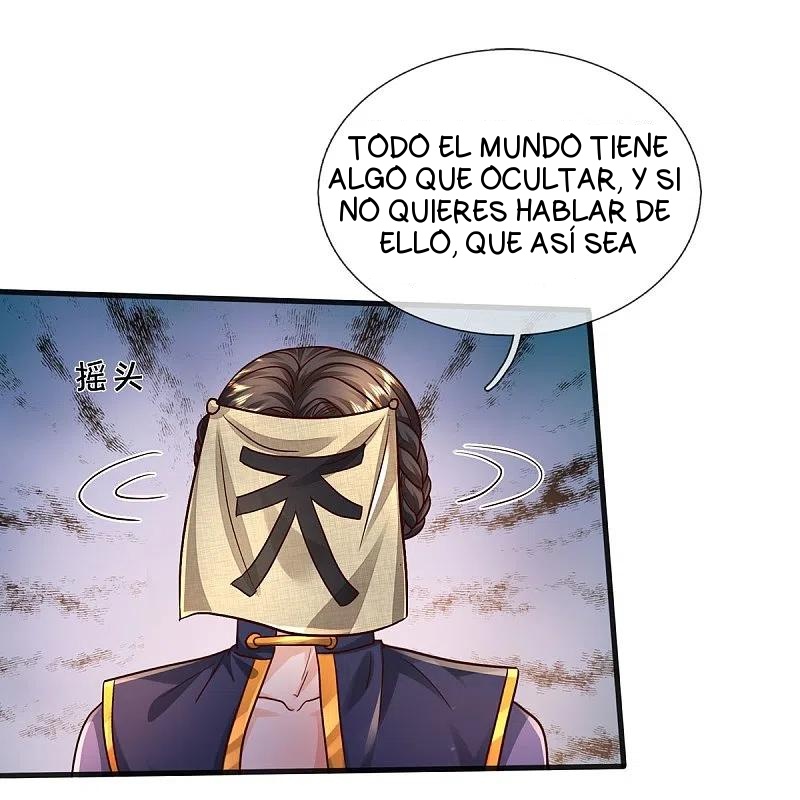 TODO EL MUNDO TIENE
ALGO QUE OCULTAR, Y SI
NO QUIERES HABLAR DE
ELLO, QUE ASÍ SEA
摇头
天